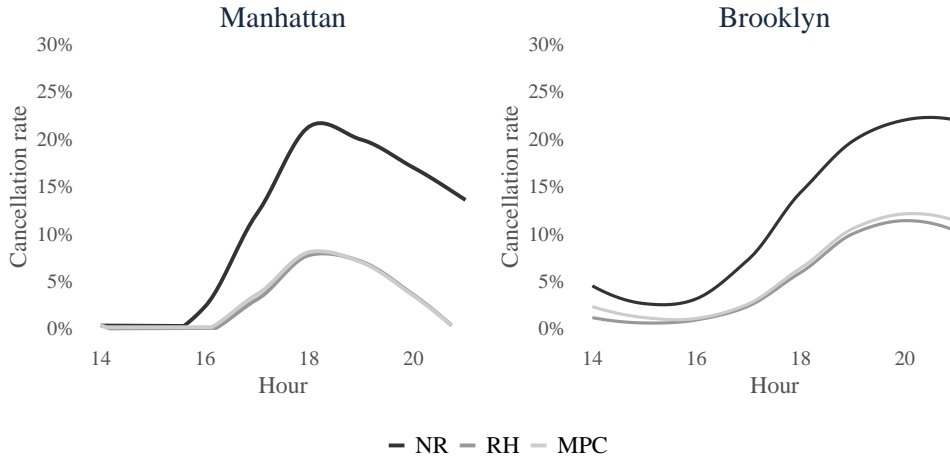 Manhattan
Cancellation rate
30%
25%
20%
15%
10%
5%
0%
14 16 18 20
Hour
Brooklyn
Cancellation rate
30%
25%
20%
15%
10%
5%
0%
14 16 18 20
Hour
NR RH MPC